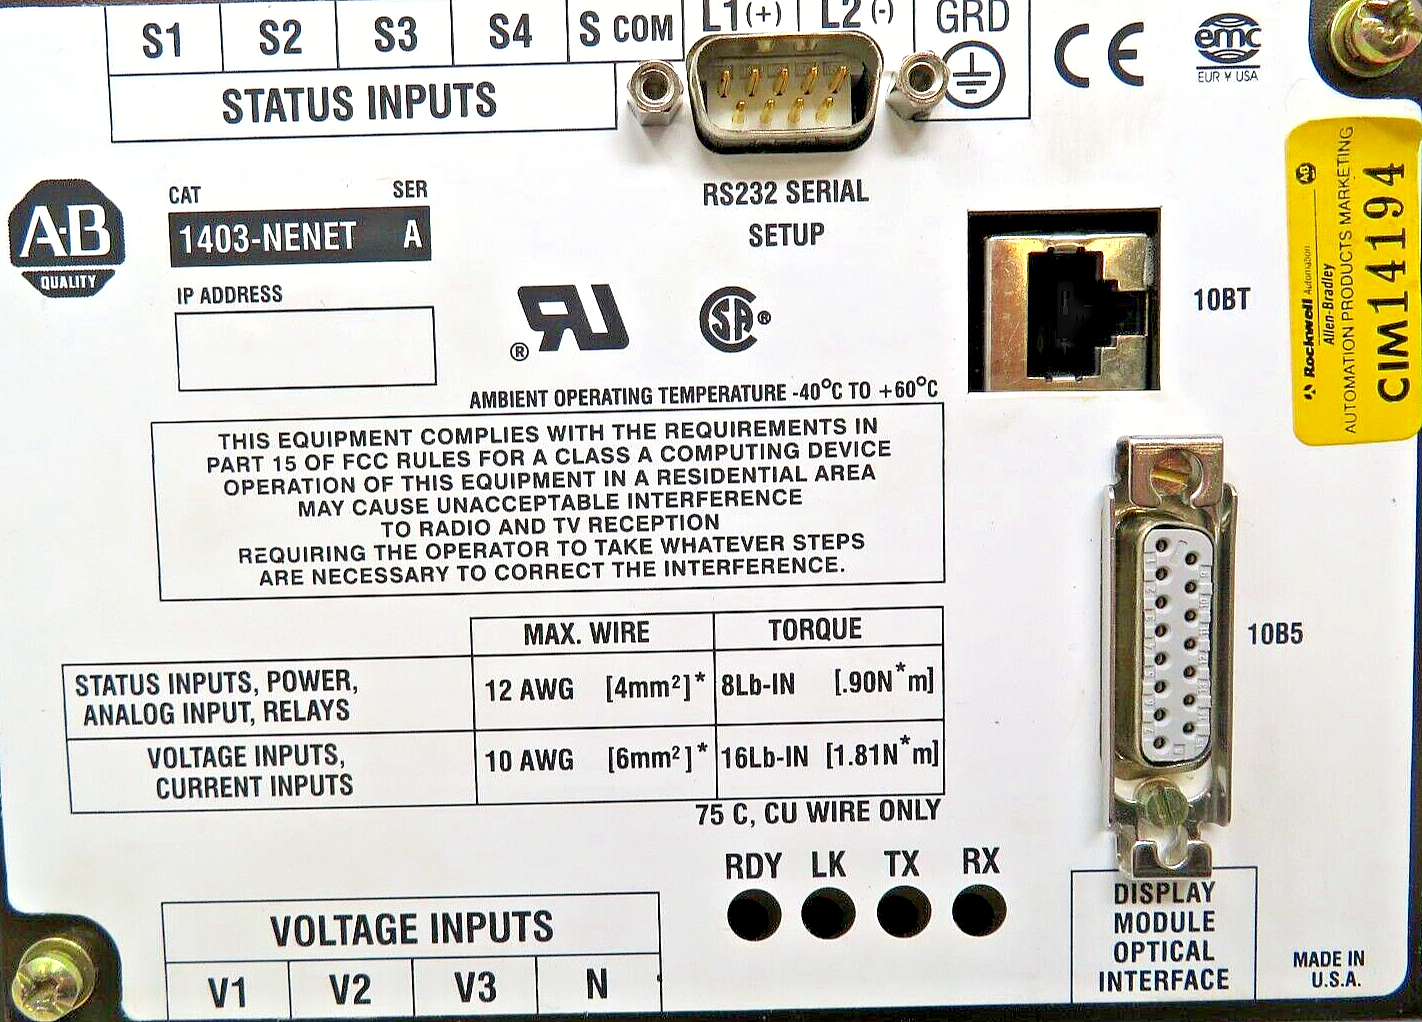 S1 S2 S3 S4 S COM L1(+) L2(-) GRD
STATUS INPUTS
CE
emc
EUR ¥ USA
A·B
QUALITY
CAT SER
1403-NENET A
IP ADDRESS
RS232 SERIAL
SETUP
® RU
SA®
10BT
Rockwell Automation
Allen-Bradley
AUTOMATION PRODUCTS MARKETING
CIM14194
AMBIENT OPERATING TEMPERATURE -40°C TO +60°C
THIS EQUIPMENT COMPLIES WITH THE REQUIREMENTS IN
PART 15 OF FCC RULES FOR A CLASS A COMPUTING DEVICE
OPERATION OF THIS EQUIPMENT IN A RESIDENTIAL AREA
MAY CAUSE UNACCEPTABLE INTERFERENCE
TO RADIO AND TV RECEPTION
REQUIRING THE OPERATOR TO TAKE WHATEVER STEPS
ARE NECESSARY TO CORRECT THE INTERFERENCE.
10B5
MAX. WIRE TORQUE
STATUS INPUTS, POWER,
ANALOG INPUT, RELAYS
12 AWG [4mm²]* 8Lb-IN [.90N*m]
VOLTAGE INPUTS,
CURRENT INPUTS
10 AWG [6mm²]* 16Lb-IN [1.81N*m]
75 C, CU WIRE ONLY
RDY LK TX RX
VOLTAGE INPUTS
V1 V2 V3 N
DISPLAY
MODULE
OPTICAL
INTERFACE
MADE IN
U.S.A.